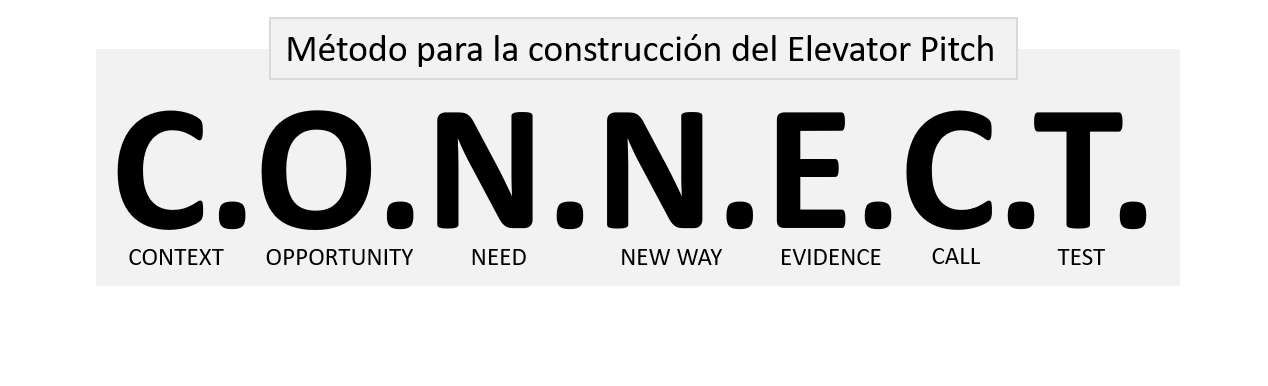 Método para la construcción del Elevator Pitch
C.O.N.N.E.C.T.
CONTEXT OPPORTUNITY NEED NEW WAY EVIDENCE CALL TEST